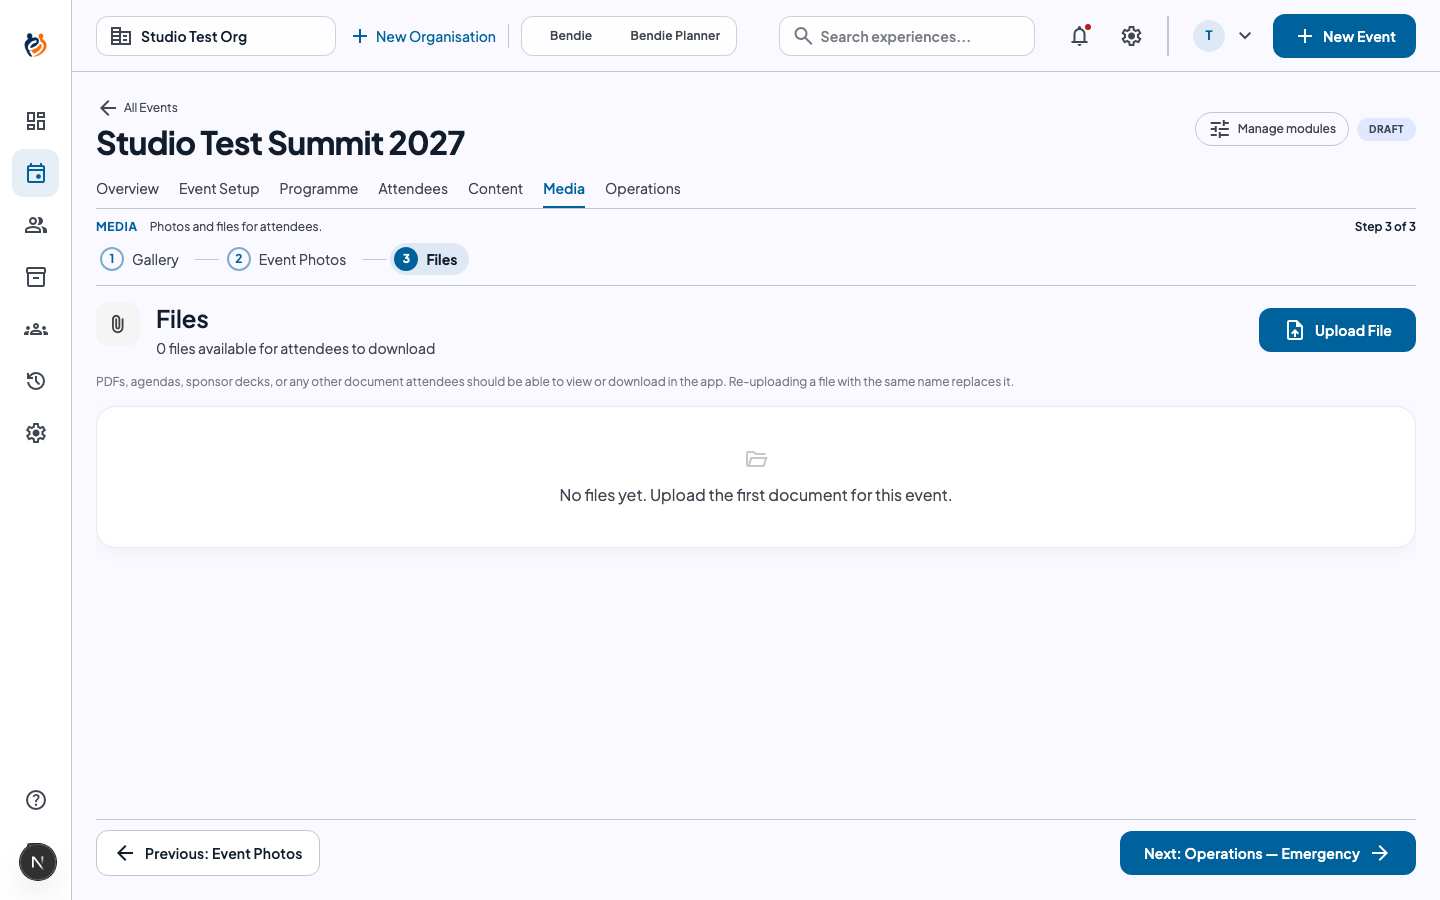 Studio Test Org
New Organisation
Bendie
Bendie Planner
Search experiences...
T
New Event
All Events
Studio Test Summit 2027
Manage modules
DRAFT
Overview
Event Setup
Programme
Attendees
Content
Media
Operations
MEDIA
Photos and files for attendees.
Step 3 of 3
1
Gallery
2
Event Photos
3
Files
Files
0 files available for attendees to download
Upload File
PDFs, agendas, sponsor decks, or any other document attendees should be able to view or download in the app. Re-uploading a file with the same name replaces it.
No files yet. Upload the first document for this event.
N
Previous: Event Photos
Next: Operations — Emergency